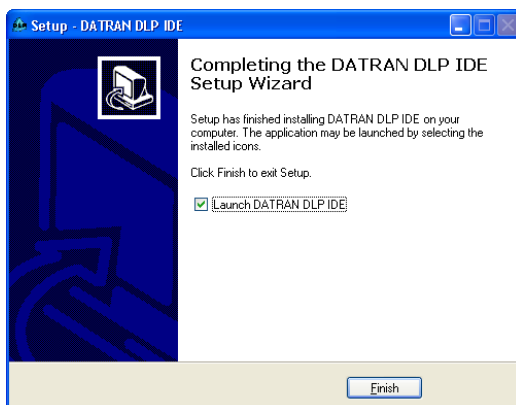 Setup - DATRAN DLP IDE
Completing the DATRAN DLP IDE
Setup Wizard
Setup has finished installing DATRAN DLP IDE on your
computer. The application may be launched by selecting the
installed icons.
Click Finish to exit Setup.
Launch DATRAN DLP IDE
Finish